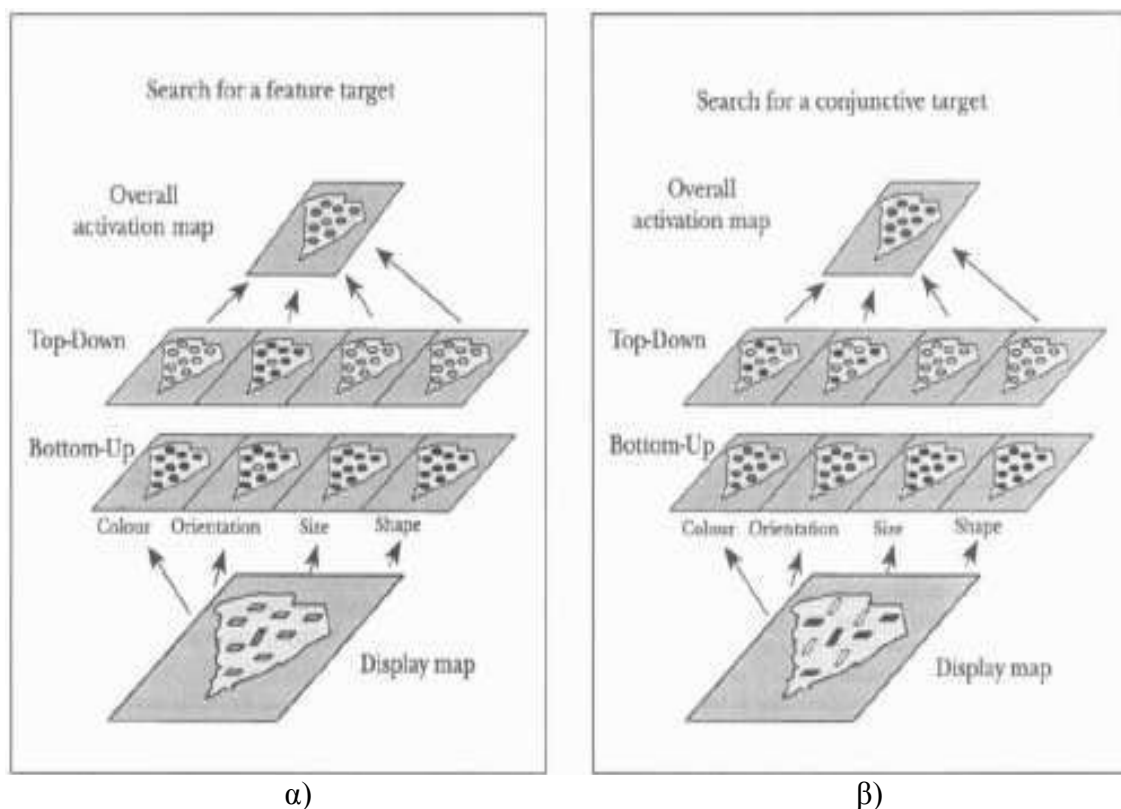 Search for a feature target
Overall
activation map
Top-Down
Bottom-Up
Colour Orientation Size Shape
Display map
α)
Search for a conjunctive target
Overall
activation map
Top-Down
Bottom-Up
Colour Orientation Size Shape
Display map
β)